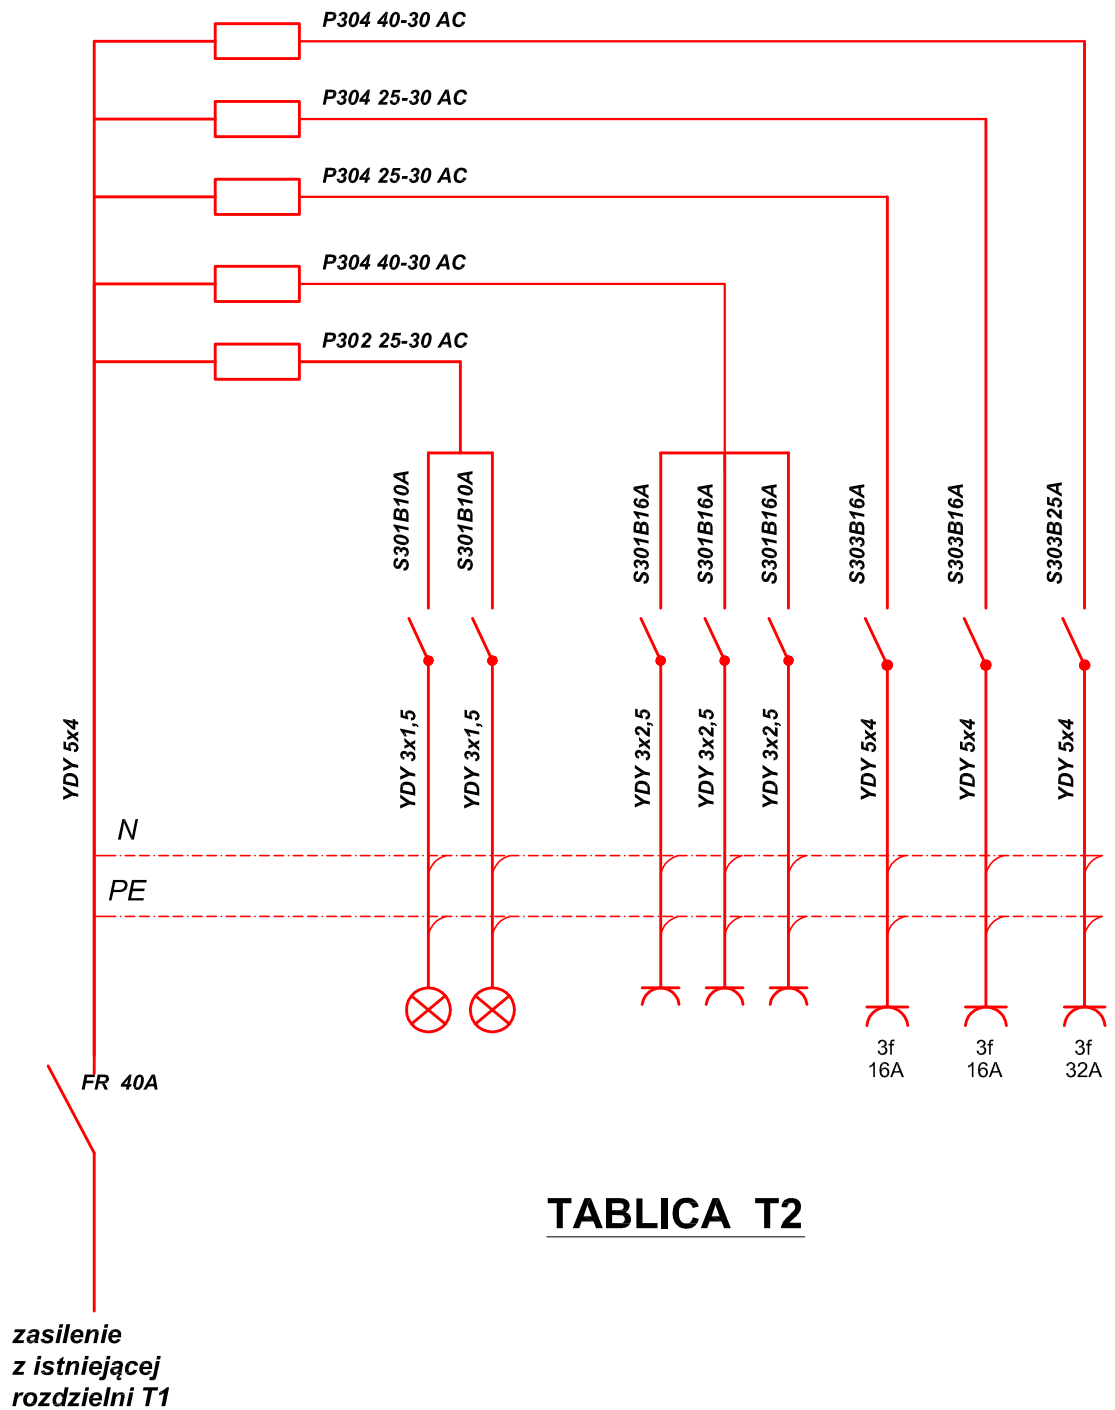 P304 40-30 AC
P304 25-30 AC
P304 25-30 AC
P304 40-30 AC
P302 25-30 AC
S301B10A
S301B10A
S301B16A
S301B16A
S301B16A
S303B16A
S303B16A
S303B25A
YDY 5x4
YDY 3x1,5
YDY 3x1,5
YDY 3x2,5
YDY 3x2,5
YDY 3x2,5
YDY 5x4
YDY 5x4
YDY 5x4
N
PE
3f
16A
3f
16A
3f
32A
FR 40A
TABLICA T2
zasilenie
z istniejącej
rozdzielni T1